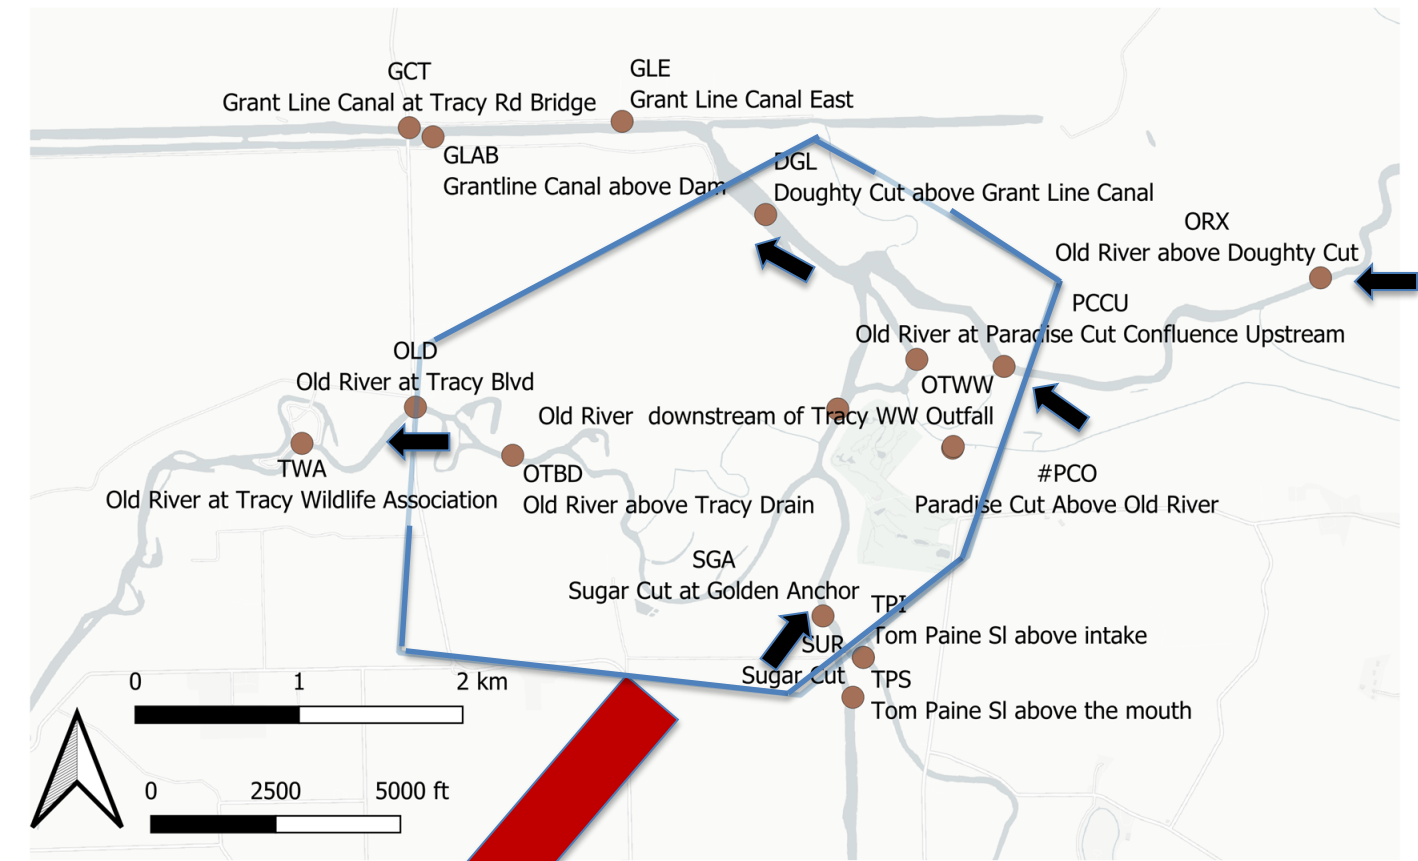 GCT
Grant Line Canal at Tracy Rd Bridge
GLE
Grant Line Canal East
GLAB
Grantline Canal above Dam
DGL
Doughty Cut above Grant Line Canal
ORX
Old River above Doughty Cut
PCCU
Old River at Paradise Cut Confluence Upstream
OLD
Old River at Tracy Blvd
OTWW
Old River  downstream of Tracy WW Outfall
TWA
Old River at Tracy Wildlife Association
OTBD
Old River above Tracy Drain
#PCO
Paradise Cut Above Old River
SGA
Sugar Cut at Golden Anchor
TPI
Tom Paine Sl above intake
SUR
Sugar Cut
TPS
Tom Paine Sl above the mouth
0 1 2 km
0 2500 5000 ft